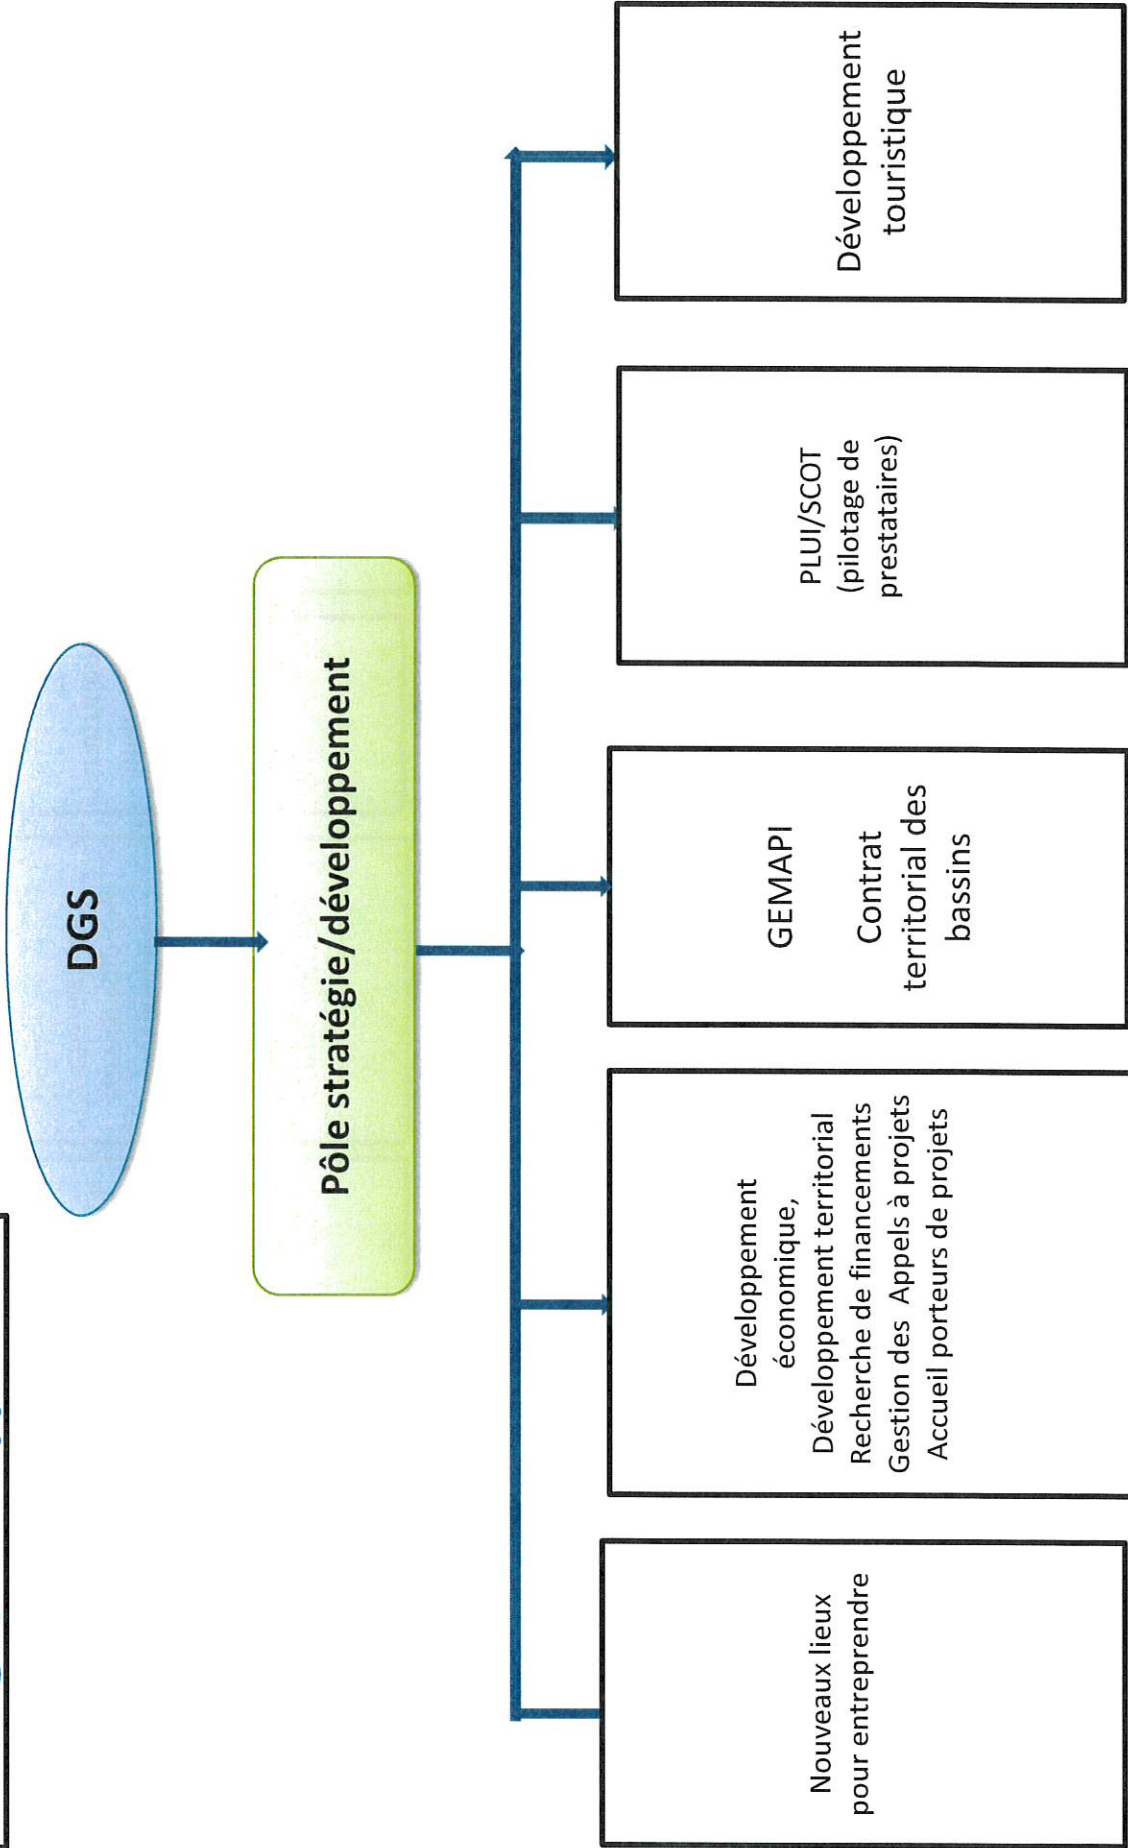 DGS
Pôle stratégie/développement
Nouveaux lieux
pour entreprendre
Développement
économique,
Développement territorial
Recherche de financements
Gestion des Appels à projets
Accueil porteurs de projets
GEMAPI
Contrat
territorial des
bassins
PLUI/SCOT
(pilotage de
prestataires)
Développement
touristique